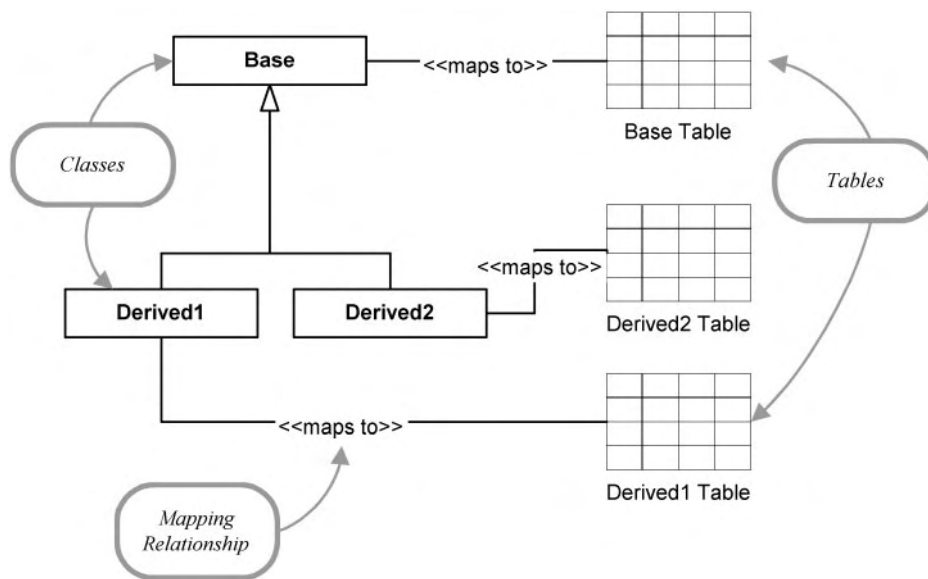 Base
<<maps to>>
Base Table
Classes
Tables
<<maps to>>
Derived1
Derived2
Derived2 Table
<<maps to>>
Derived1 Table
Mapping
Relationship